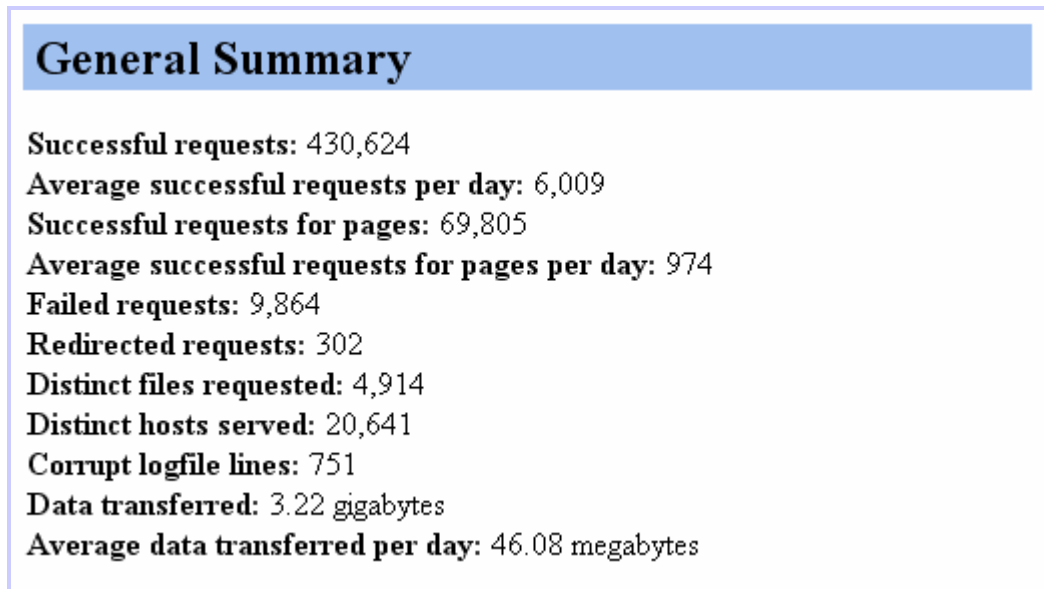 General Summary
Successful requests: 430,624
Average successful requests per day: 6,009
Successful requests for pages: 69,805
Average successful requests for pages per day: 974
Failed requests: 9,864
Redirected requests: 302
Distinct files requested: 4,914
Distinct hosts served: 20,641
Corrupt logfile lines: 751
Data transferred: 3.22 gigabytes
Average data transferred per day: 46.08 megabytes